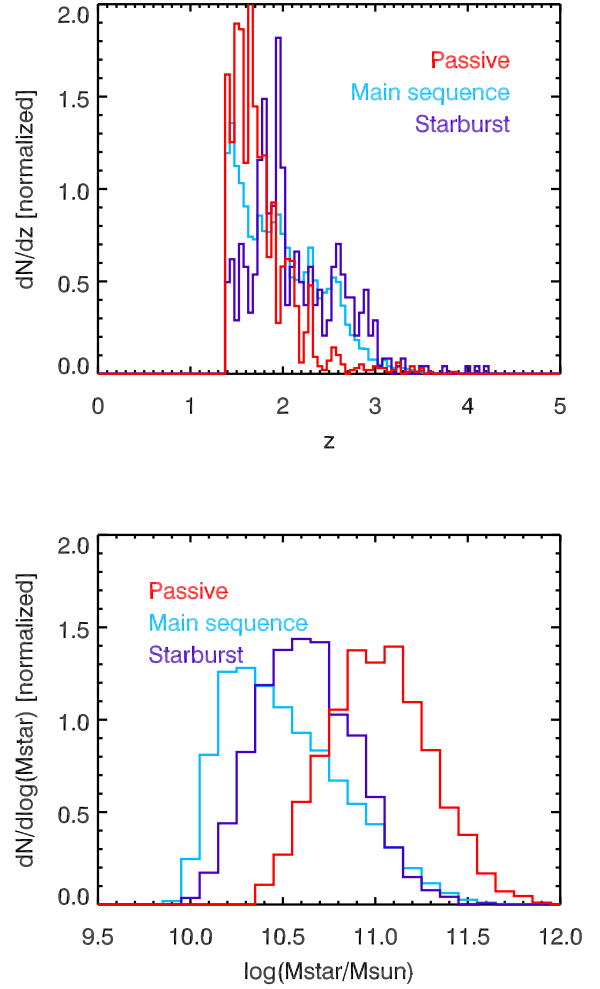 2.0
1.5
1.0
0.5
0.0
dN/dz [normalized]
Passive
Main sequence
Starburst
0 1 2 3 4 5
z
2.0
1.5
1.0
0.5
0.0
dN/dlog(Mstar) [normalized]
Passive
Main sequence
Starburst
9.5 10.0 10.5 11.0 11.5 12.0
log(Mstar/Msun)